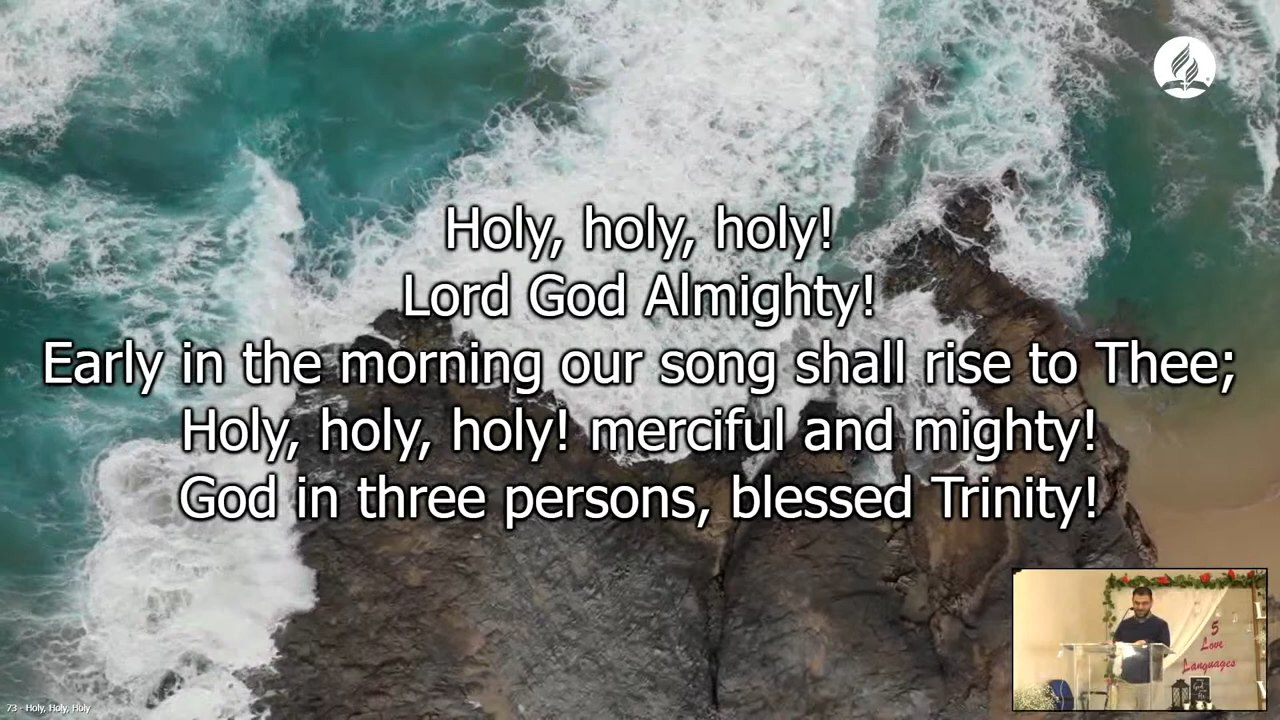 Holy, holy, holy!
Lord God Almighty!
Early in the morning our song shall rise to Thee;
Holy, holy, holy! merciful and mighty!
God in three persons, blessed Trinity!
5
Love
Languages
73 - Holy, Holy, Holy